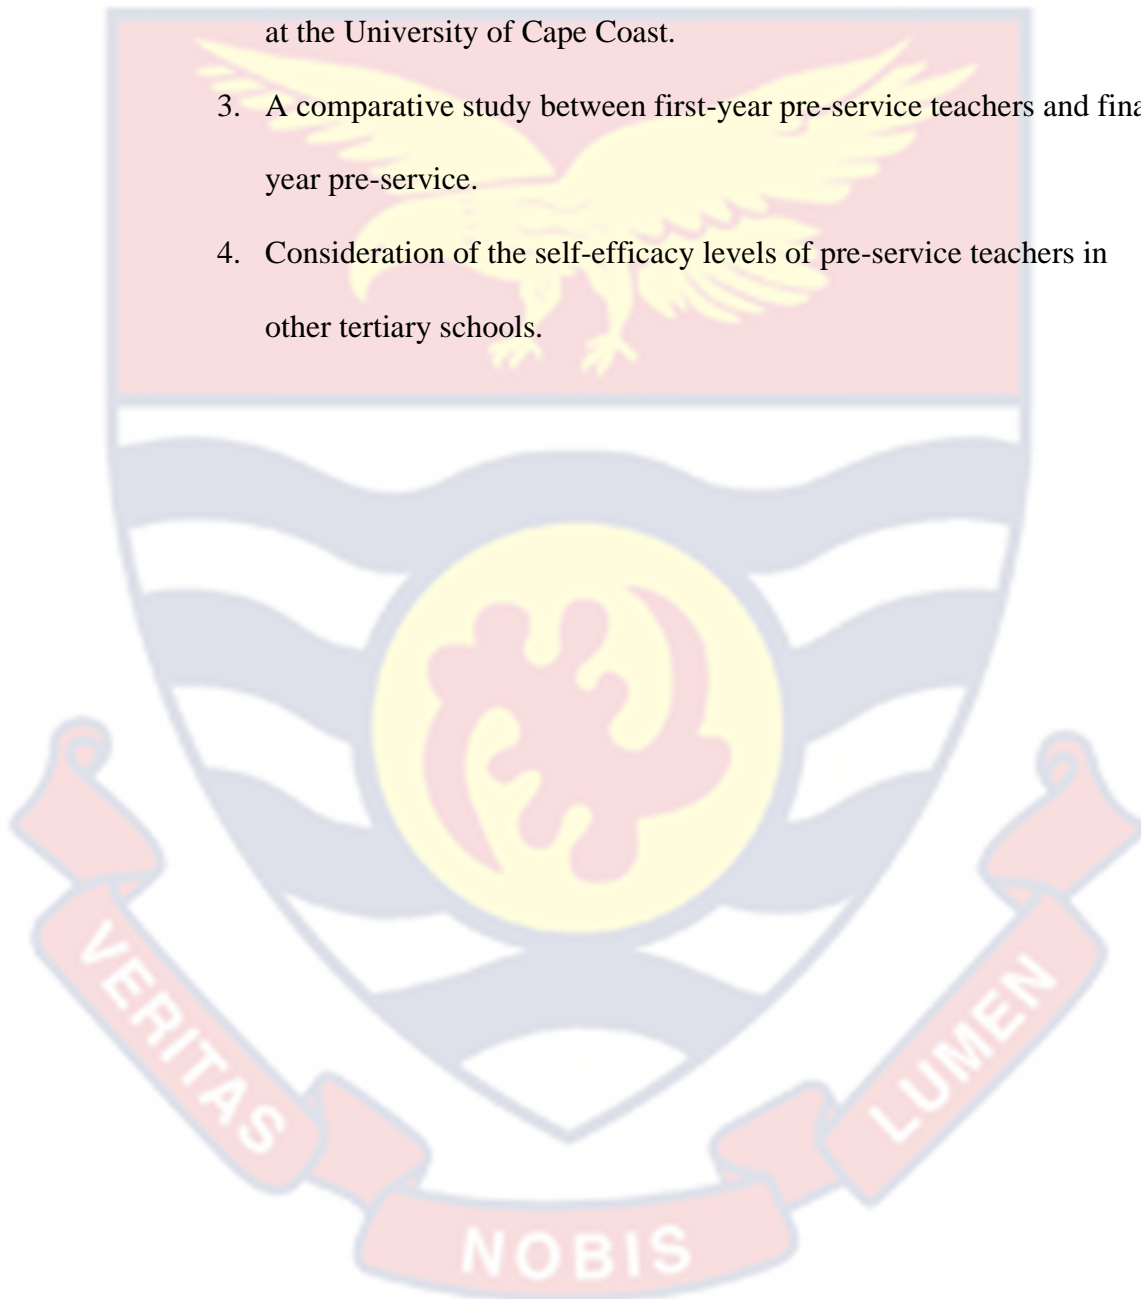 at the University of Cape Coast.
3. A comparative study between first-year pre-service teachers and fina
year pre-service.
4. Consideration of the self-efficacy levels of pre-service teachers in
other tertiary schools.
VERITAS
NOBIS
LUMEN